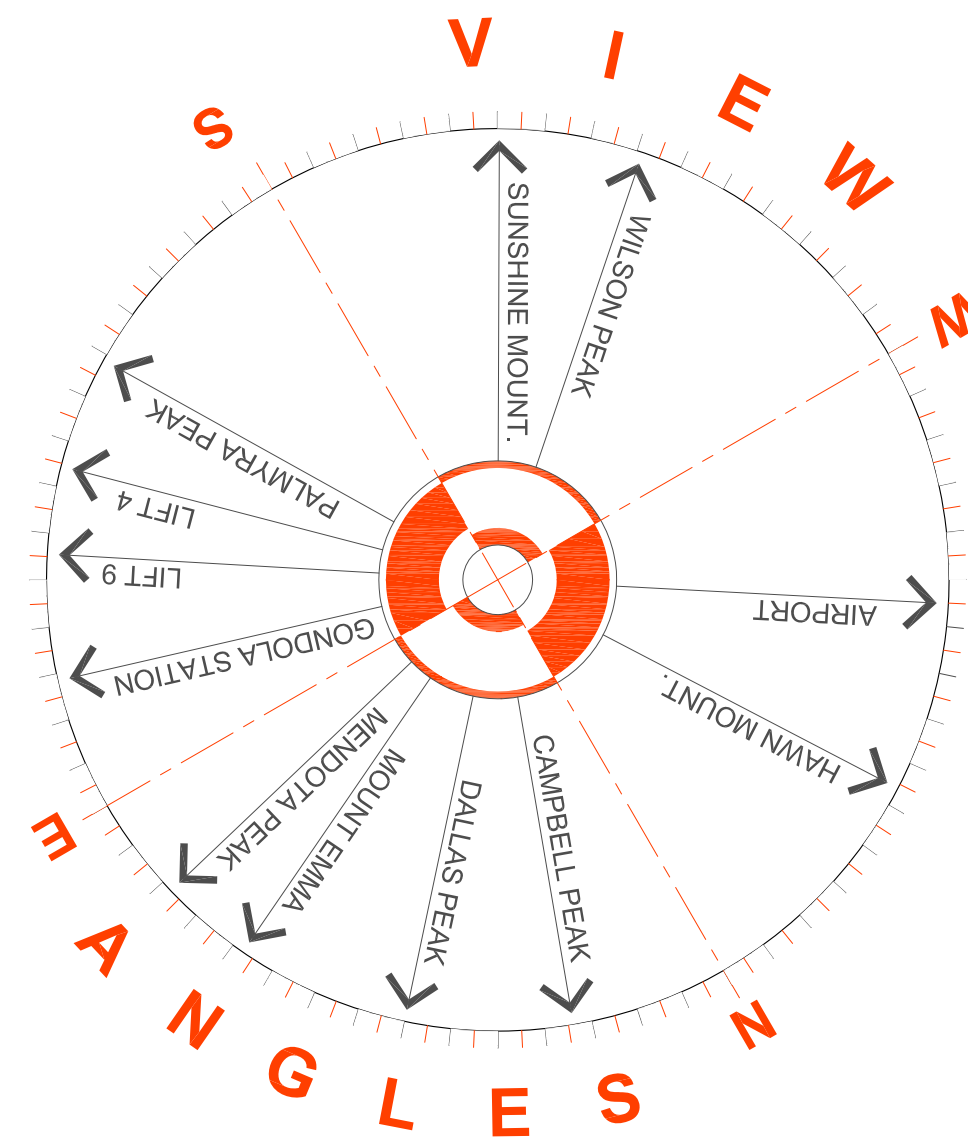 S
VIEW
W
SUNSHINE MOUNT.
WILSON PEAK
AIRPORT
HAWN MOUNT.
CAMPBELL PEAK
DALLAS PEAK
MOUNT EMMA
MENDOTA PEAK
GONDOLA STATION
LIFT 9
LIFT 4
PALMYRA PEAK
E
ANGLES
N